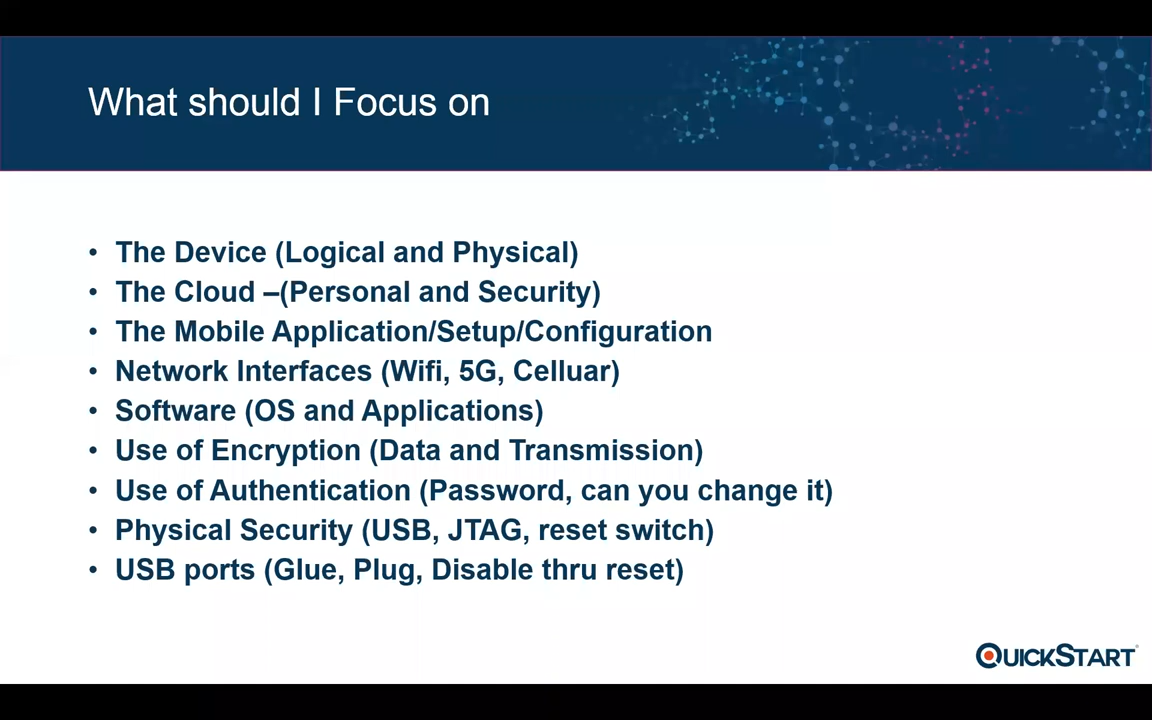 What should I Focus on
• The Device (Logical and Physical)
• The Cloud –(Personal and Security)
• The Mobile Application/Setup/Configuration
• Network Interfaces (Wifi, 5G, Celluar)
• Software (OS and Applications)
• Use of Encryption (Data and Transmission)
• Use of Authentication (Password, can you change it)
• Physical Security (USB, JTAG, reset switch)
• USB ports (Glue, Plug, Disable thru reset)
QUICKSTART